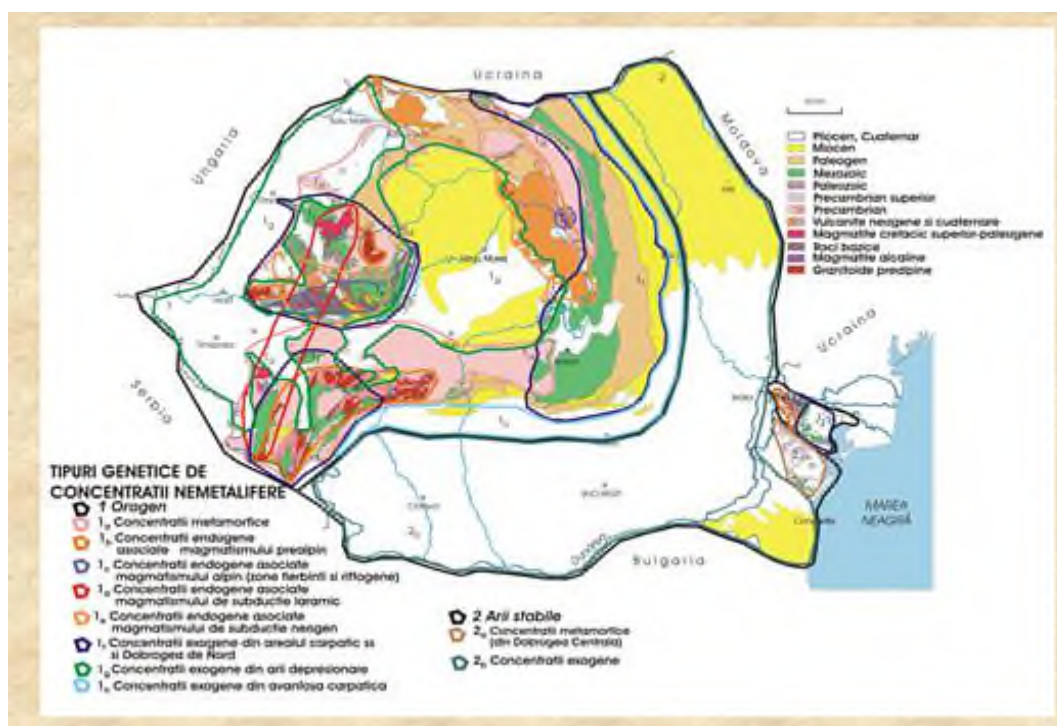 Ucraina
Moldova
Ungaria
Pliocen, Cuaternar
Miocen
Paleogen
Mezozoic
Paleozoic
Precambrian superior
Precambrian
Vulcanite neogene si cuaternare
Magmatite cretacic superior-paleogene
Roci bazice
Magmatite alcaline
Granitoide prealpine
Ucraina
Serbia
Timisoara
Arad
Craiova
BUCURESTI
Constanta
Dunarea
Bulgaria
MAREA
NEAGRĂ
TIPURI GENETICE DE
CONCENTRATII NEMETALIFERE
1 Orogen
1a Concentratii metamorfice
1b Concentratii endogene
asociate magmatismului prealpin
1c Concentratii endogene asociate
magmatismului alpin (zone fierbinti si riftogene)
1d Concentratii endogene asociate
magmatismului de subductie laramic
1e Concentratii endogene asociate
magmatismului de subductie neogen
1f Concentratii exogene din arealul carpatic si
si Dobrogea de Nord
1g Concentratii exogene din arii depresionare
1h Concentratii exogene din avanfosa carpatica
2 Arii stabile
2a Concentratii metamorfice
(din Dobrogea Centrala)
2b Concentratii exogene